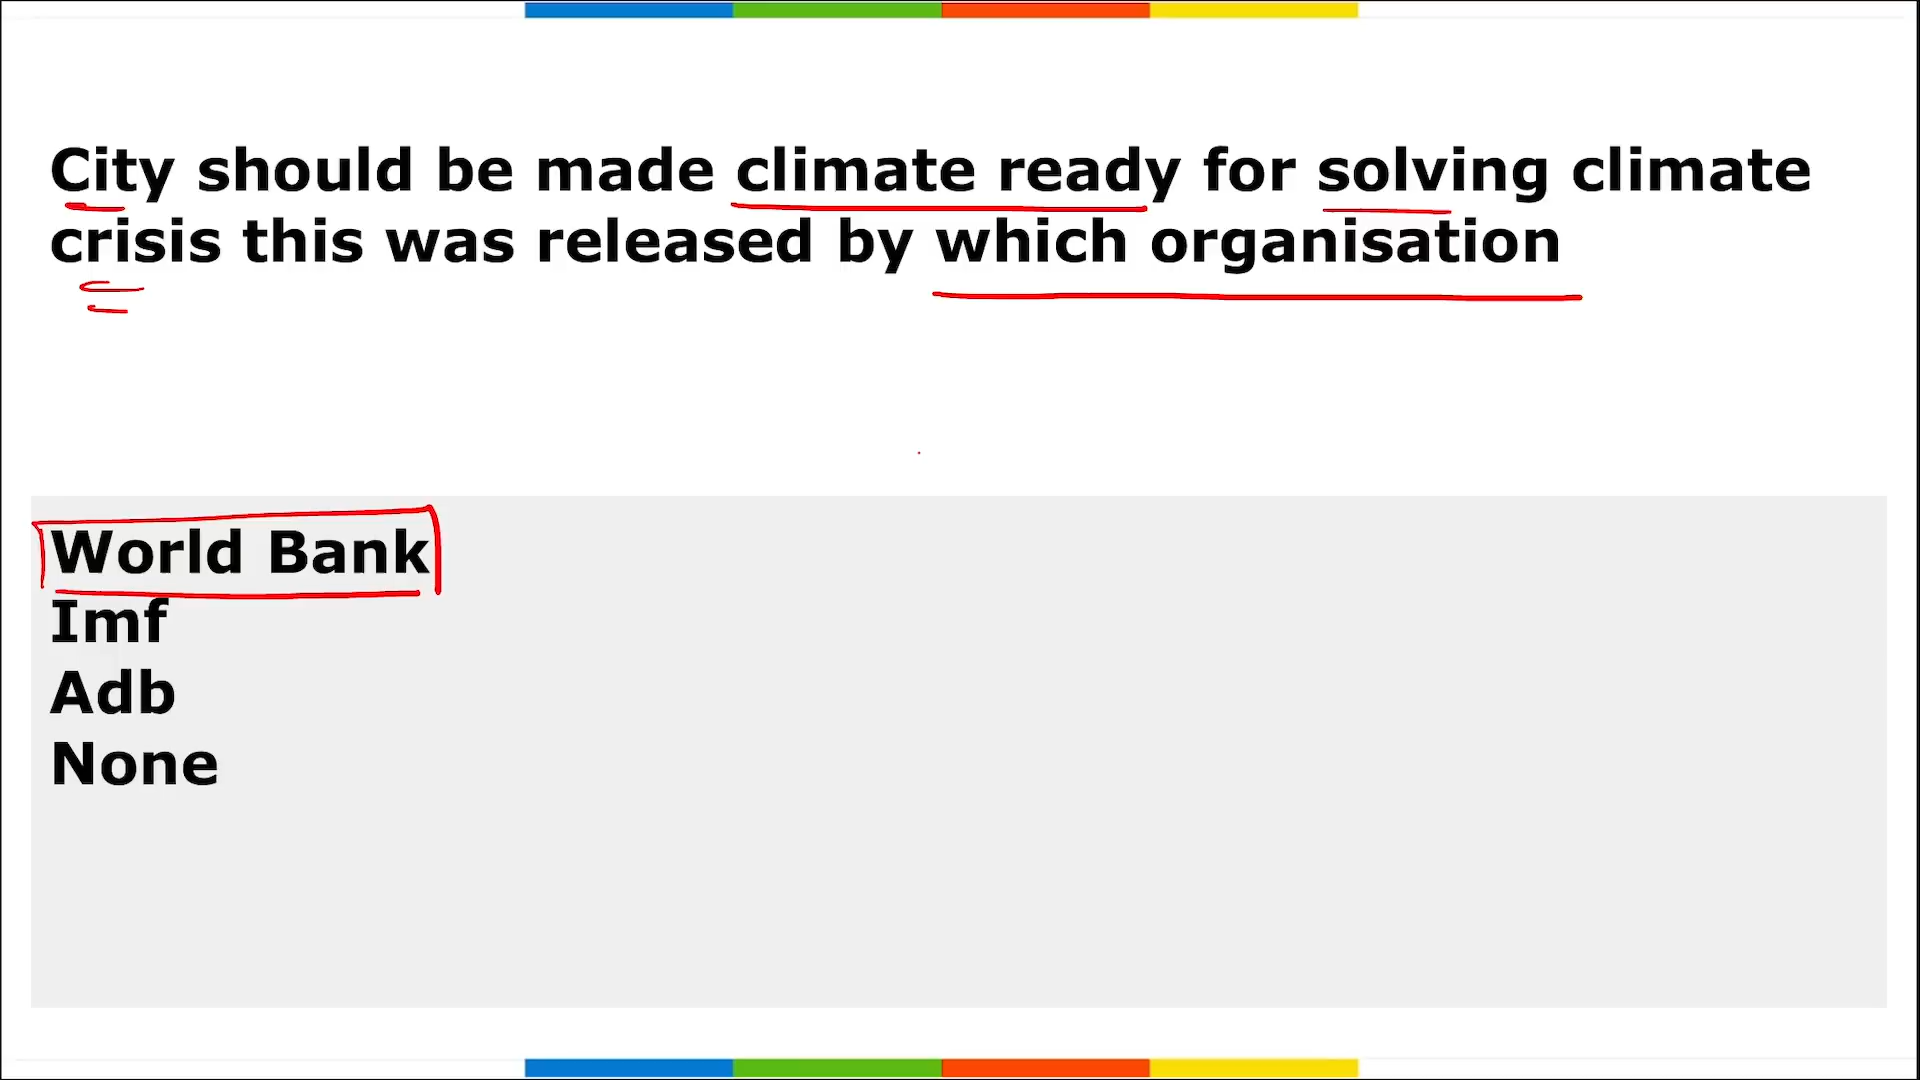 City should be made climate ready for solving climate
crisis this was released by which organisation
World Bank
Imf
Adb
None